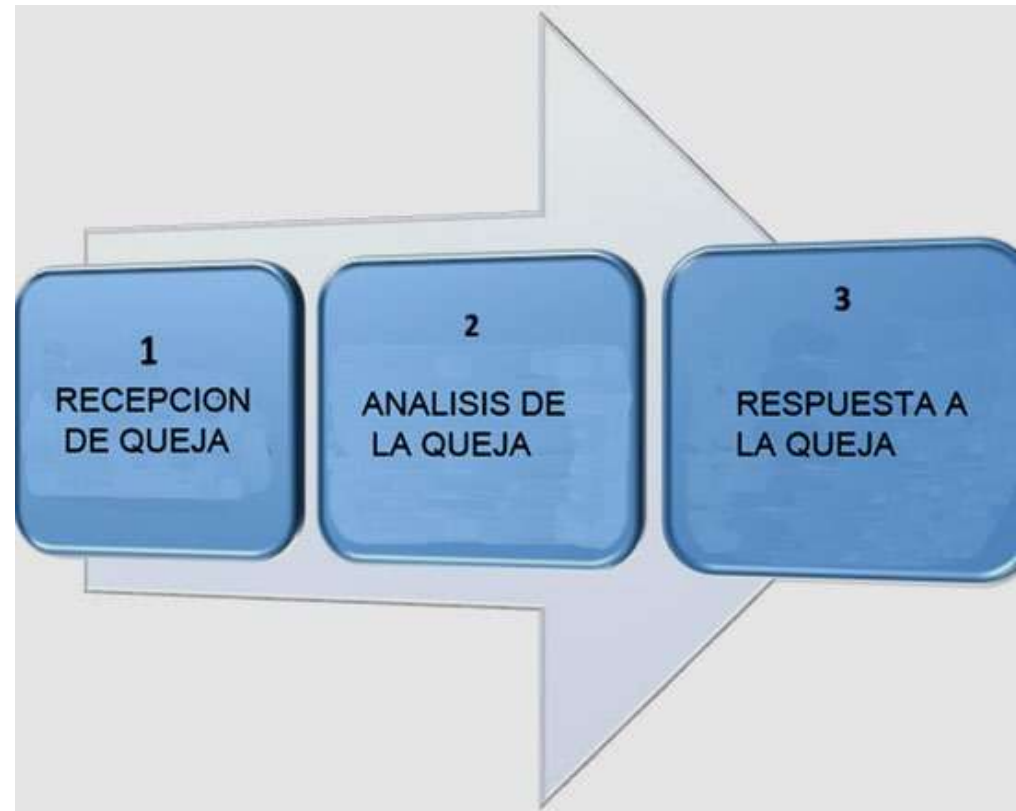 1
RECEPCION
DE QUEJA
2
ANALISIS DE
LA QUEJA
3
RESPUESTA A
LA QUEJA